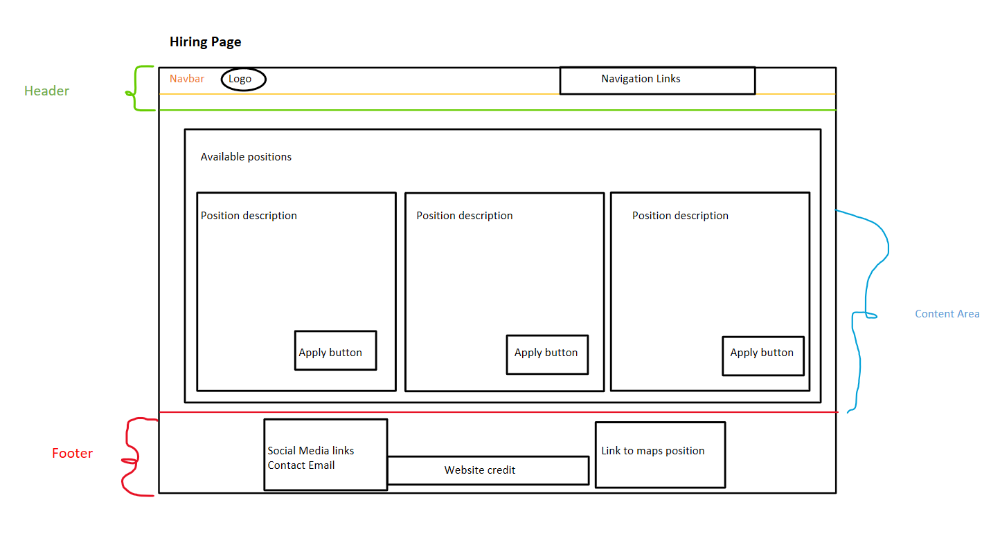 Hiring Page
Navbar
Logo
Navigation Links
Header
Available positions
Position description
Position description
Position description
Content Area
Apply button
Apply button
Apply button
Footer
Social Media links
Contact Email
Website credit
Link to maps position